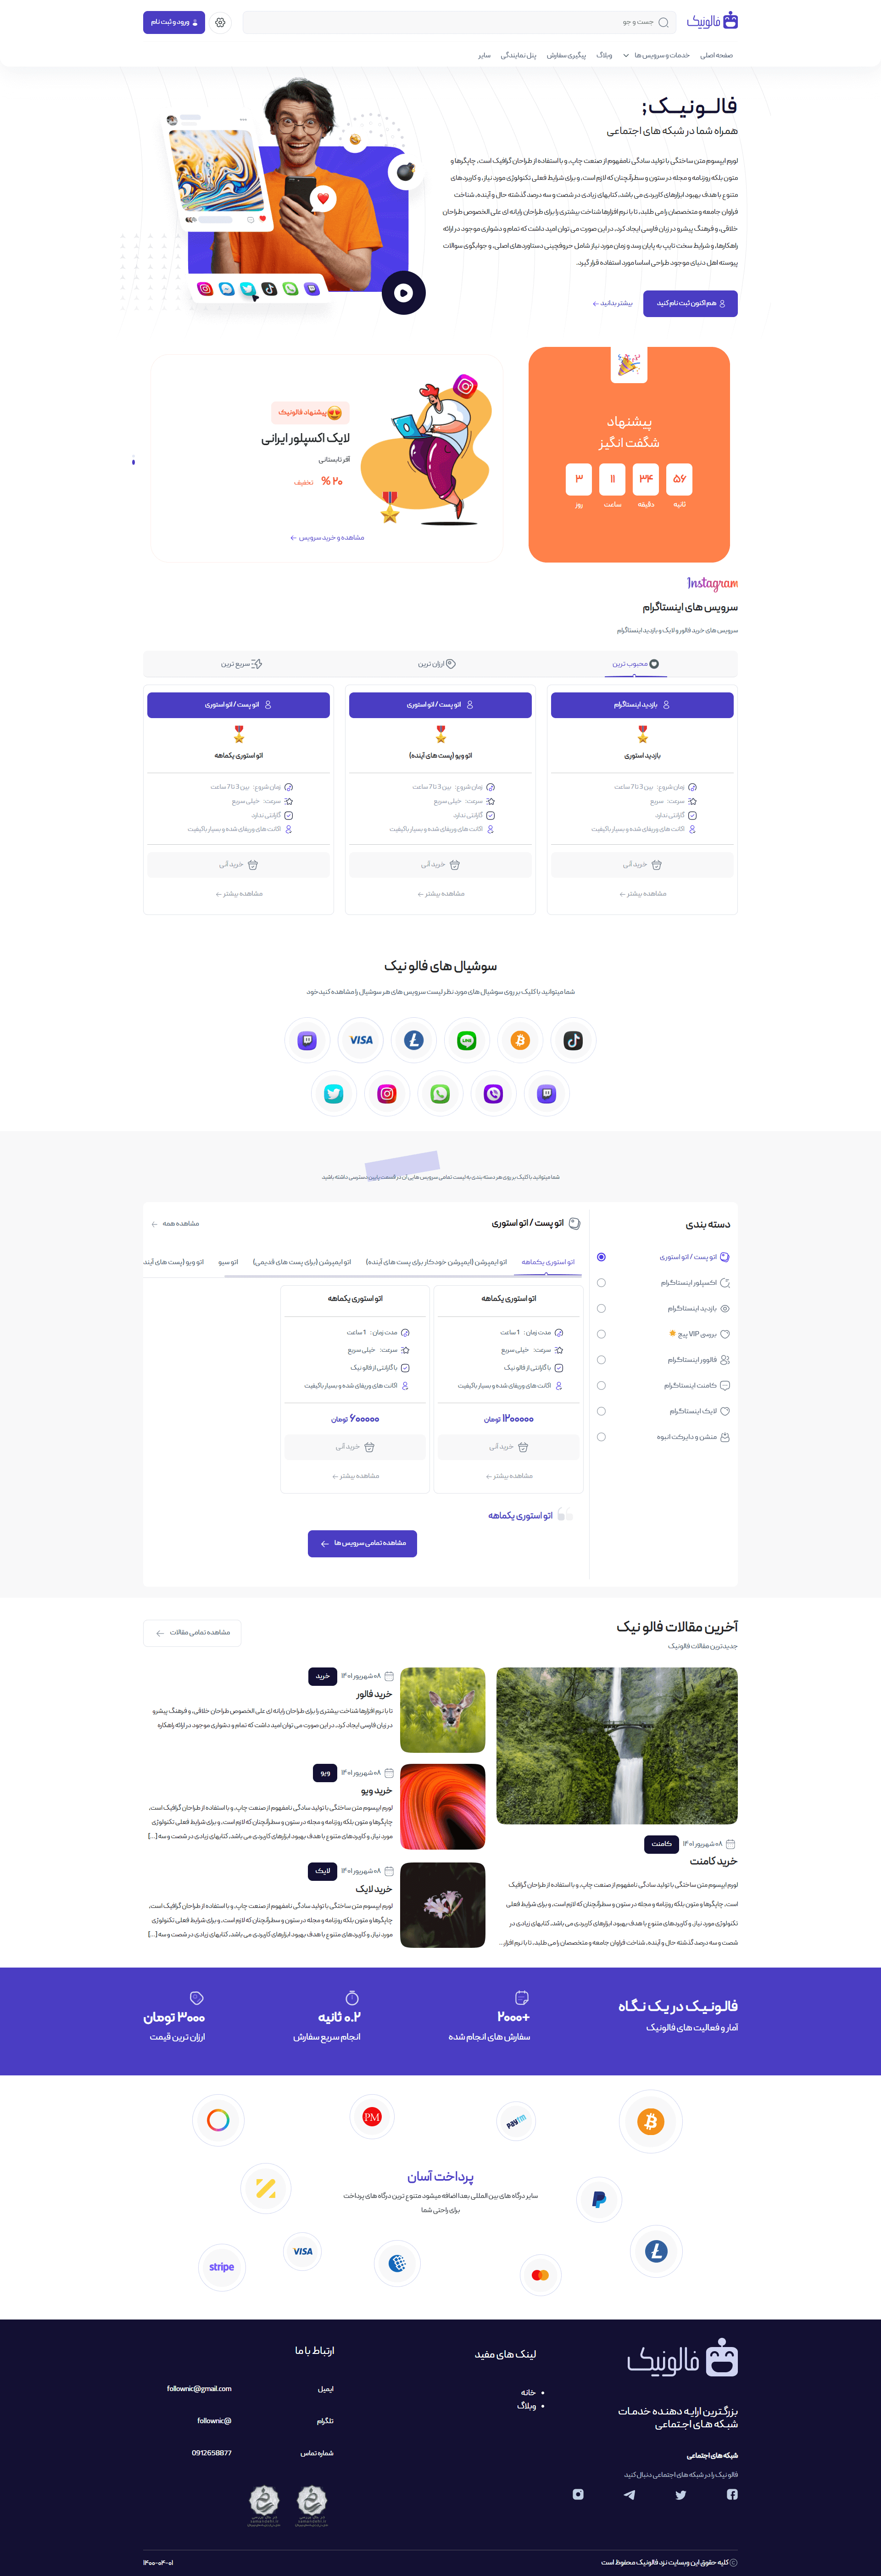 فالونیک
جست و جو
ورود و ثبت نام
صفحه اصلی
خدمات و سرویس ها
وبلاگ
پیگیری سفارش
پنل نمایندگی
سایر
فالــونیــک;
همراه شما در شبکه های اجتماعی
لورم ایپسوم متن ساختگی با تولید سادگی نامفهوم از صنعت چاپ، و با استفاده از طراحان گرافیک است، چاپگرها و
متون بلکه روزنامه و مجله در ستون و سطرآنچنان که لازم است، و برای شرایط فعلی تکنولوژی مورد نیاز، و کاربردهای
متنوع با هدف بهبود ابزارهای کاربردی می باشد، کتابهای زیادی در شصت و سه درصد گذشته حال و آینده، شناخت
فراوان جامعه و متخصصان را می طلبد، تا با نرم افزارها شناخت بیشتری را برای طراحان رایانه ای علی الخصوص طراحان
خلاقی، و فرهنگ پیشرو در زبان فارسی ایجاد کرد، در این صورت می توان امید داشت که تمام و دشواری موجود در ارائه
راهکارها، و شرایط سخت تایپ به پایان رسد و زمان مورد نیاز شامل حروفچینی دستاوردهای اصلی، و جوابگوی سوالات
پیوسته اهل دنیای موجود طراحی اساسا مورد استفاده قرار گیرد.
هم اکنون ثبت نام کنید
بیشتر بدانید
پیشنهاد
شگفت انگیز
۵۶ ۳۴ ۱۱ ۳
ثانیه دقیقه ساعت روز
پیشنهاد فالونیک
لایک اکسپلور ایرانی
آفر تابستانی
۲۰ % تخفیف
مشاهده و خرید سرویس
Instagram
سرویس های اینستاگرام
سرویس های خرید فالور و لایک و بازدید اینستاگرام
محبوب ترین
ارزان ترین
سریع ترین
بازدید اینستاگرام
بازدید استوری
زمان شروع: بین 3 تا 7 ساعت
سرعت: سریع
گارانتی ندارد
اکانت های وریفای شده و بسیار باکیفیت
خرید آنی
مشاهده بیشتر
اتو پست / اتو استوری
اتو ویو (پست های آینده)
زمان شروع: بین 3 تا 7 ساعت
سرعت: خیلی سریع
گارانتی ندارد
اکانت های وریفای شده و بسیار باکیفیت
خرید آنی
مشاهده بیشتر
اتو پست / اتو استوری
اتو استوری یکماهه
زمان شروع: بین 3 تا 7 ساعت
سرعت: خیلی سریع
گارانتی ندارد
اکانت های وریفای شده و بسیار باکیفیت
خرید آنی
مشاهده بیشتر
سوشیال های فالو نیک
شما میتوانید با کلیک بر روی سوشیال های مورد نظر لیست سرویس های هر سوشیال را مشاهده کنید خود
LINE
VISA
شما میتوانید با کلیک بر روی هر دسته بندی به لیست تمامی سرویس هایی آن در قسمت پایین دسترسی داشته باشید
دسته بندی
اتو پست / اتو استوری
اکسپلور اینستاگرام
بازدید اینستاگرام
بررسی VIP پیج
فالوور اینستاگرام
کامنت اینستاگرام
لایک اینستاگرام
منشن و دایرکت انبوه
اتو پست / اتو استوری
مشاهده همه
اتو استوری یکماهه
اتو ایمپرشن (ایمپرشن خودکار برای پست های آینده)
اتو ایمپرشن (برای پست های قدیمی)
اتو سیو
اتو ویو (پست های آیند
اتو استوری یکماهه
مدت زمان : 1 ساعت
سرعت: خیلی سریع
با گارانتی از فالو نیک
اکانت های وریفای شده و بسیار باکیفیت
۱۲۰۰۰۰۰ تومان
خرید آنی
مشاهده بیشتر
اتو استوری یکماهه
مدت زمان : 1 ساعت
سرعت: خیلی سریع
با گارانتی از فالو نیک
اکانت های وریفای شده و بسیار باکیفیت
۶۰۰۰۰۰ تومان
خرید آنی
مشاهده بیشتر
اتو استوری یکماهه
مشاهده تمامی سرویس ها
آخرین مقالات فالو نیک
جدیدترین مقالات فالونیک
مشاهده تمامی مقالات
۰۸ شهریور ۱۴۰۱
کامنت
خرید کامنت
لورم ایپسوم متن ساختگی با تولید سادگی نامفهوم از صنعت چاپ، و با استفاده از طراحان گرافیک
است، چاپگرها و متون بلکه روزنامه و مجله در ستون و سطرآنچنان که لازم است، و برای شرایط فعلی
تکنولوژی مورد نیاز، و کاربردهای متنوع با هدف بهبود ابزارهای کاربردی می باشد، کتابهای زیادی در
شصت و سه درصد گذشته حال و آینده، شناخت فراوان جامعه و متخصصان را می طلبد، تا با نرم افزار...
۰۸ شهریور ۱۴۰۱
خرید
خرید فالور
تا با نرم افزارها شناخت بیشتری را برای طراحان رایانه ای علی الخصوص طراحان خلاقی، و فرهنگ پیشرو
در زبان فارسی ایجاد کرد، در این صورت می توان امید داشت که تمام و دشواری موجود در ارائه راهکاره
۰۸ شهریور ۱۴۰۱
ویو
خرید ویو
لورم ایپسوم متن ساختگی با تولید سادگی نامفهوم از صنعت چاپ، و با استفاده از طراحان گرافیک است،
چاپگرها و متون بلکه روزنامه و مجله در ستون و سطرآنچنان که لازم است، و برای شرایط فعلی تکنولوژی
مورد نیاز، و کاربردهای متنوع با هدف بهبود ابزارهای کاربردی می باشد، کتابهای زیادی در شصت و سه [...]
۰۸ شهریور ۱۴۰۱
لایک
خرید لایک
لورم ایپسوم متن ساختگی با تولید سادگی نامفهوم از صنعت چاپ، و با استفاده از طراحان گرافیک است،
چاپگرها و متون بلکه روزنامه و مجله در ستون و سطرآنچنان که لازم است، و برای شرایط فعلی تکنولوژی
مورد نیاز، و کاربردهای متنوع با هدف بهبود ابزارهای کاربردی می باشد، کتابهای زیادی در شصت و سه [...]
فالونیک در یک نگاه
آمار و فعالیت های فالونیک
+۲۰۰۰
سفارش های انجام شده
۰.۲ ثانیه
انجام سریع سفارش
۳۰۰۰ تومان
ارزان ترین قیمت
PM
paytm
پرداخت آسان
سایر درگاه های بین المللی بعدا اضافه میشود متنوع ترین درگاه های پرداخت
برای راحتی شما
VISA
stripe
فالونیک
بزرگترین ارایه دهنده خدمات
شبکه های اجتماعی
شبکه های اجتماعی
فالو نیک را در شبکه های اجتماعی دنبال کنید
لینک های مفید
خانه
وبلاگ
ارتباط با ما
ایمیل
follownic@gmail.com
تلگرام
follownic@
شماره تماس
0912658877
کلیه حقوق این وبسایت نزد فالونیک محفوظ است
۱۴۰۰-۰۴-۰۱